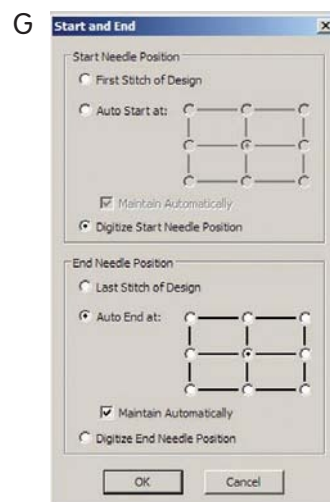 G
Start and End
Start Needle Position
First Stitch of Design
Auto Start at:
Maintain Automatically
Digitize Start Needle Position
End Needle Position
Last Stitch of Design
Auto End at:
Maintain Automatically
Digitize End Needle Position
OK Cancel